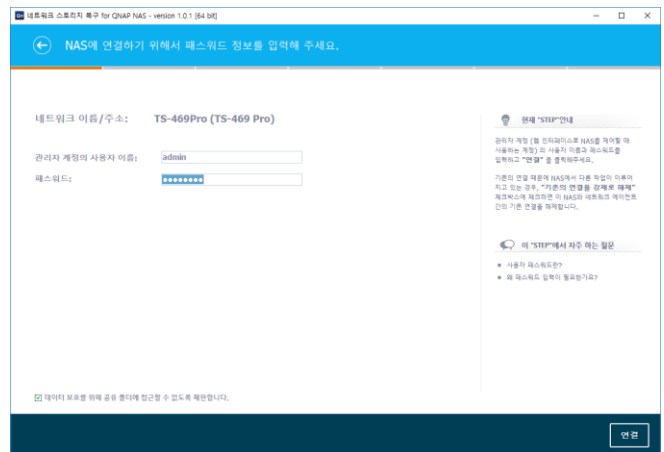 네트워크 스토리지 복구 for QNAP NAS - version 1.0.1 [64 bit]
NAS에 연결하기 위해서 패스워드 정보를 입력해 주세요.
네트워크 이름/주소: TS-469Pro (TS-469 Pro)
관리자 계정의 사용자 이름: admin
패스워드: ●●●●●●●●
현재 "STEP"안내
관리자 계정 (웹 인터페이스로 NAS를 제어할 때
사용하는 계정) 의 사용자 이름과 패스워드를
입력하고 "연결" 을 클릭해주세요.
기존의 연결 때문에 NAS에서 다른 작업이 이루어
지고 있는 경우, "기존의 연결을 강제로 해제"
체크박스에 체크하면 이 NAS와 네트워크 에이전트
간의 기존 연결을 해제합니다.
이 "STEP"에서 자주 하는 질문
사용자 패스워드란?
왜 패스워드 입력이 필요한가요?
데이터 보호를 위해 공유 폴더에 접근할 수 없도록 제한합니다.
연결